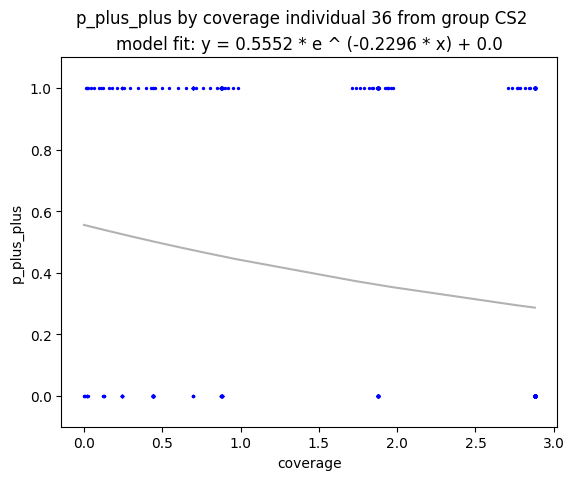 p_plus_plus by coverage individual 36 from group CS2
model fit: y = 0.5552 * e ^ (-0.2296 * x) + 0.0
1.0
0.8
0.6
0.4
0.2
0.0
p_plus_plus
0.0 0.5 1.0 1.5 2.0 2.5 3.0
coverage